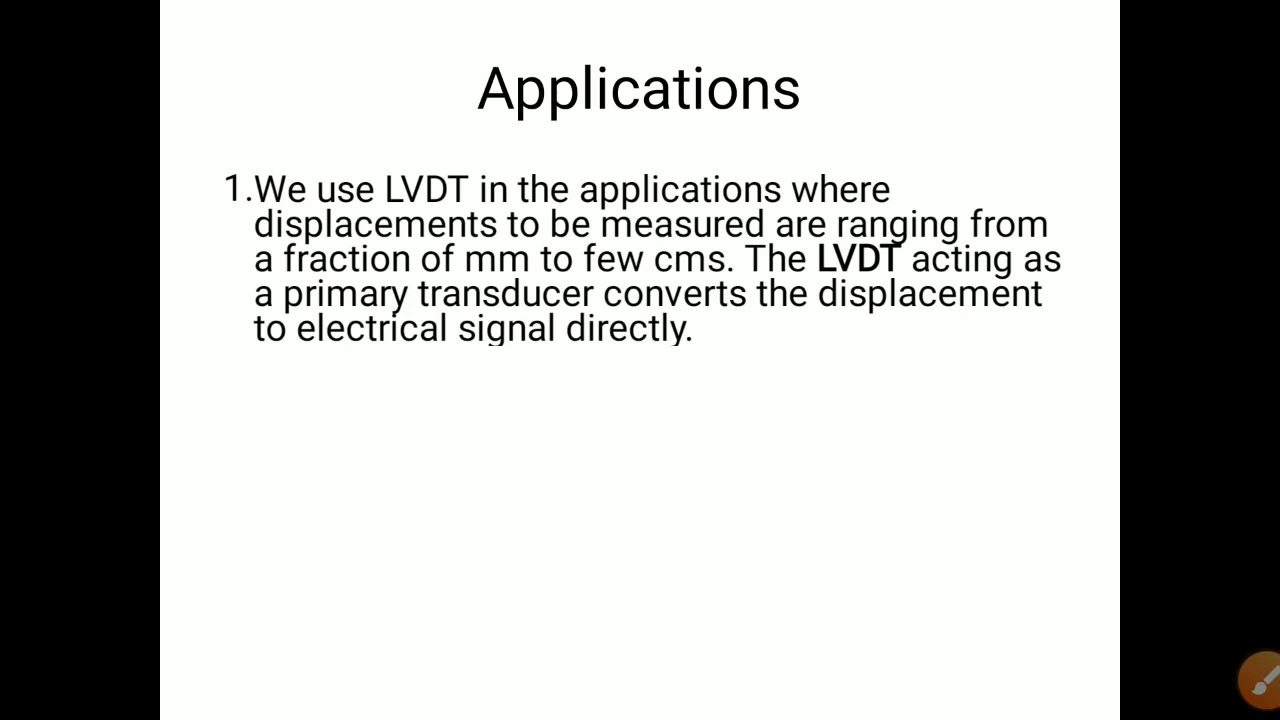 Applications
1.We use LVDT in the applications where
displacements to be measured are ranging from
a fraction of mm to few cms. The LVDT acting as
a primary transducer converts the displacement
to electrical signal directly.